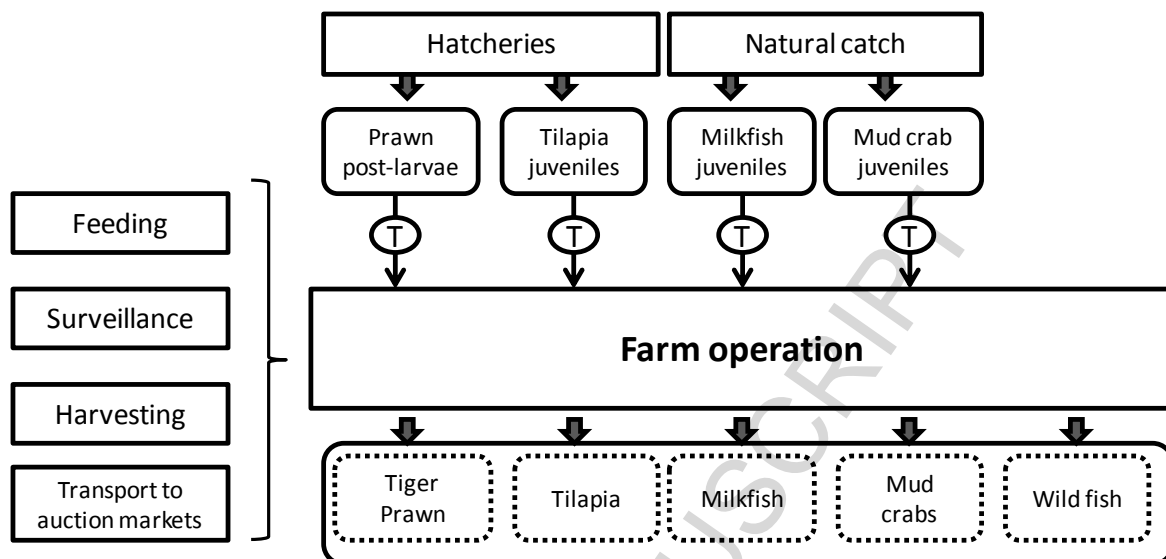 Hatcheries
Natural catch
Prawn
post-larvae
Tilapia
juveniles
Milkfish
juveniles
Mud crab
juveniles
T
T
T
T
Feeding
Surveillance
Harvesting
Transport to
auction markets
Farm operation
Tiger
Prawn
Tilapia
Milkfish
Mud
crabs
Wild fish
USCRIPT